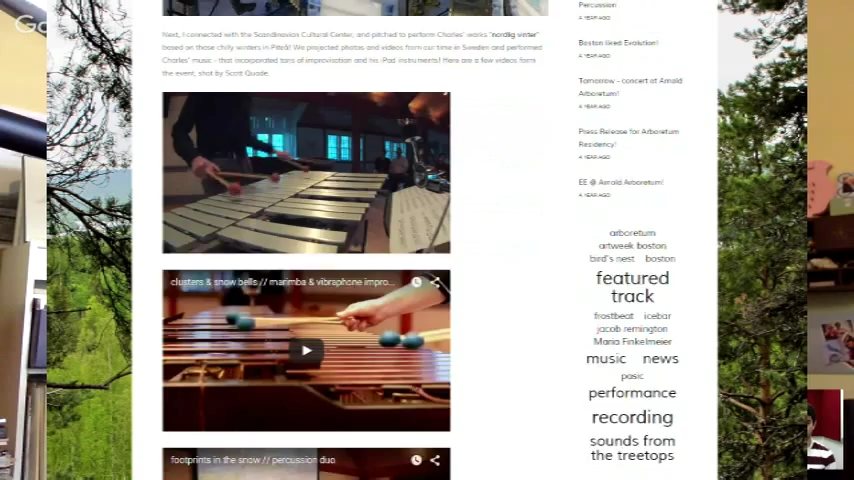 Go
Next, I connected with the Scandinavian Cultural Center, and pitched to perform Charles' works "nordlig vinter"
based on those chilly winters in Piteå! We projected photos and videos from our time in Sweden and performed
Charles' music - that incorporated tons of improvisation and his iPad instruments! Here are a few videos form
the event, shot by Scott Quade.
clusters & snow bells // marimba & vibraphone impro...
footprints in the snow // percussion duo
Percussion!
A YEAR AGO
Boston liked Evolution!
A YEAR AGO
Tomorrow - concert at Arnold
Arboretum!
A YEAR AGO
Press Release for Arboretum
Residency!
A YEAR AGO
EE @ Arnold Arboretum!
A YEAR AGO
arboretum
artweek boston
bird's nest boston
featured
track
frostbeat icebar
jacob remington
Maria Finkelmeier
music news
pasic
performance
recording
sounds from
the treetops